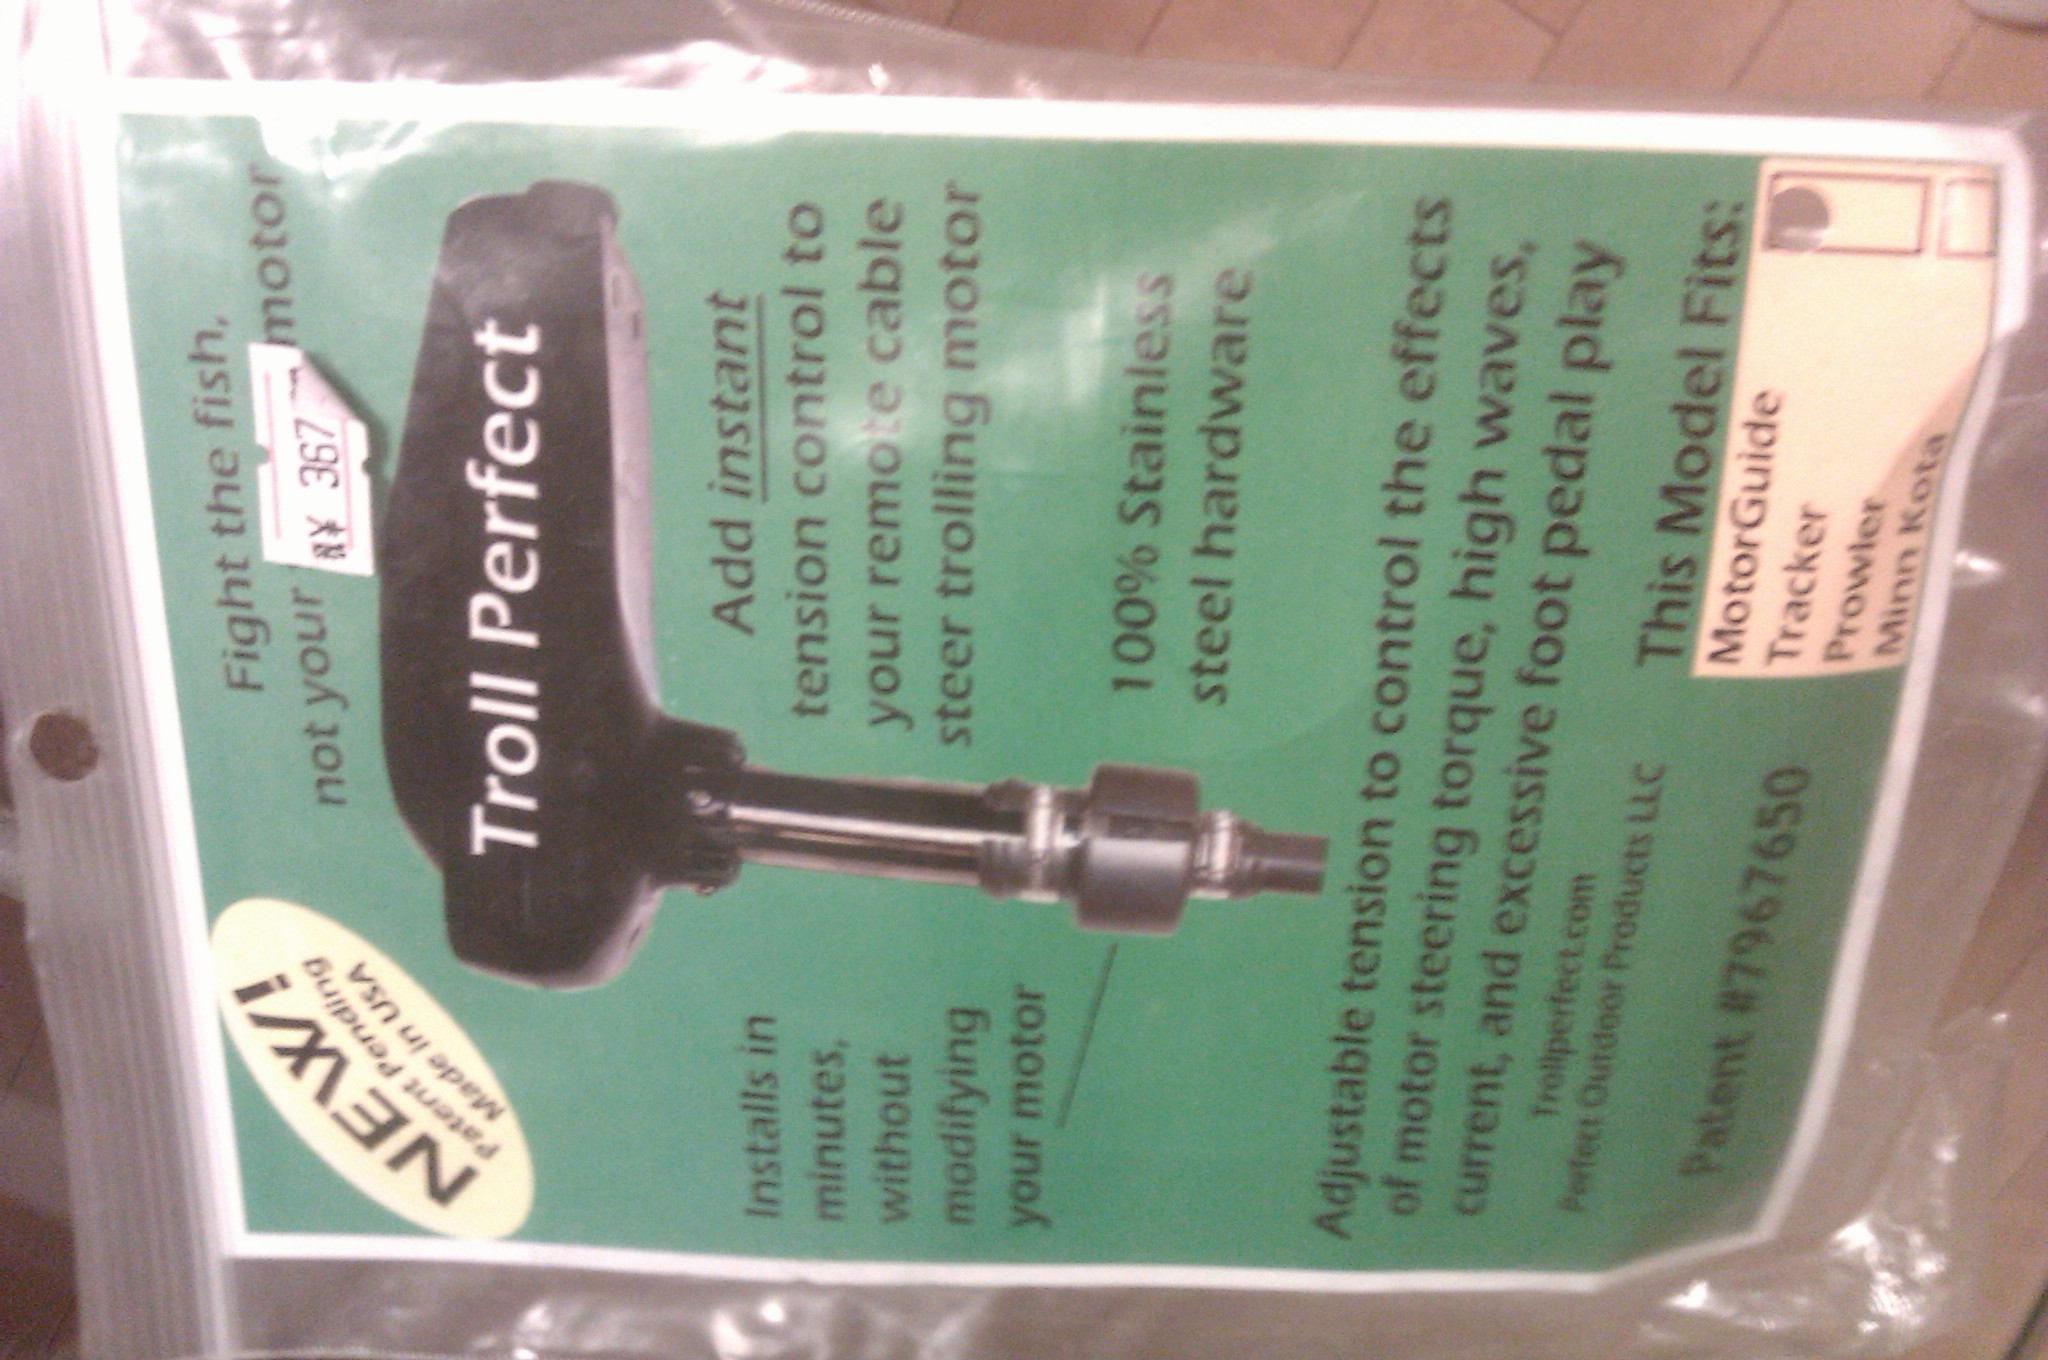 Fight the fish,
not your motor
¥ 367
NEW!
Patent Pending
Made in USA
Troll Perfect
Add instant
tension control to
your remote cable
steer trolling motor
Installs in
minutes,
without
modifying
your motor
100% Stainless
steel hardware
Adjustable tension to control the effects
of motor steering torque, high waves,
current, and excessive foot pedal play
Trollperfect.com
Perfect Outdoor Products LLC
Patent #7967650
This Model Fits:
MotorGuide
Tracker
Prowler
Minn Kota